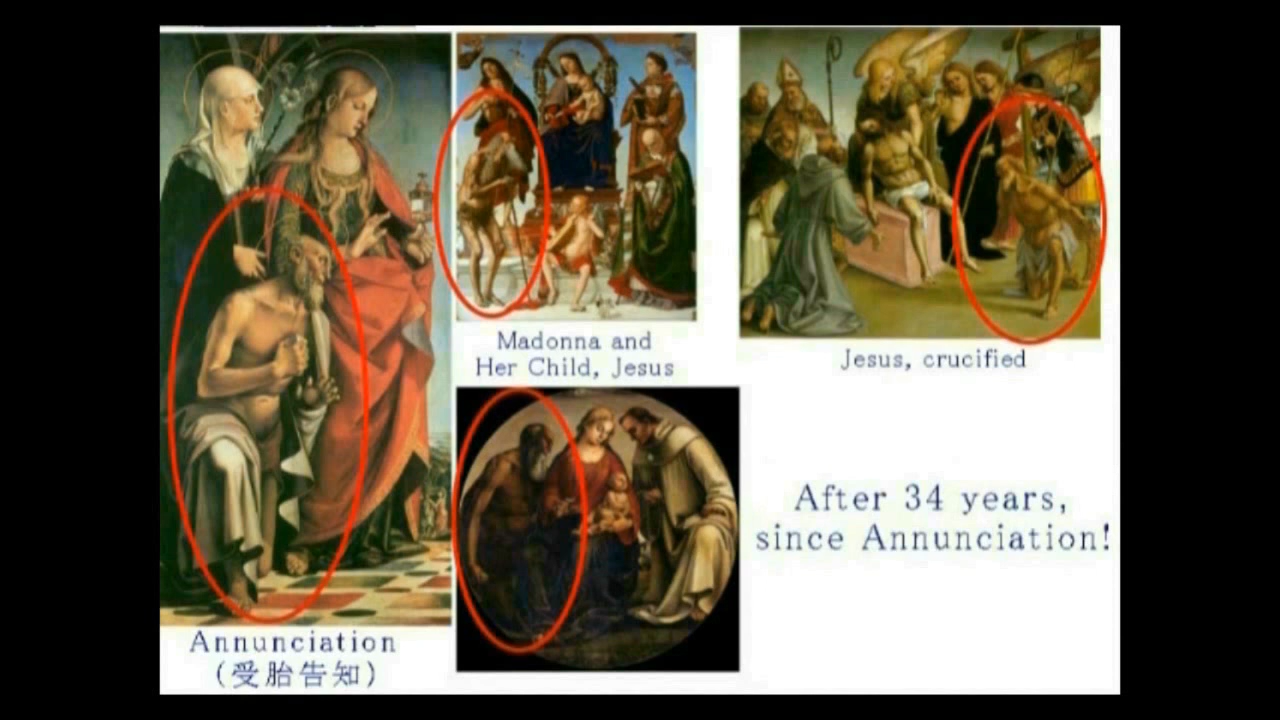 Madonna and
Her Child, Jesus
Jesus, crucified
After 34 years,
since Annunciation!
Annunciation
(受胎告知)